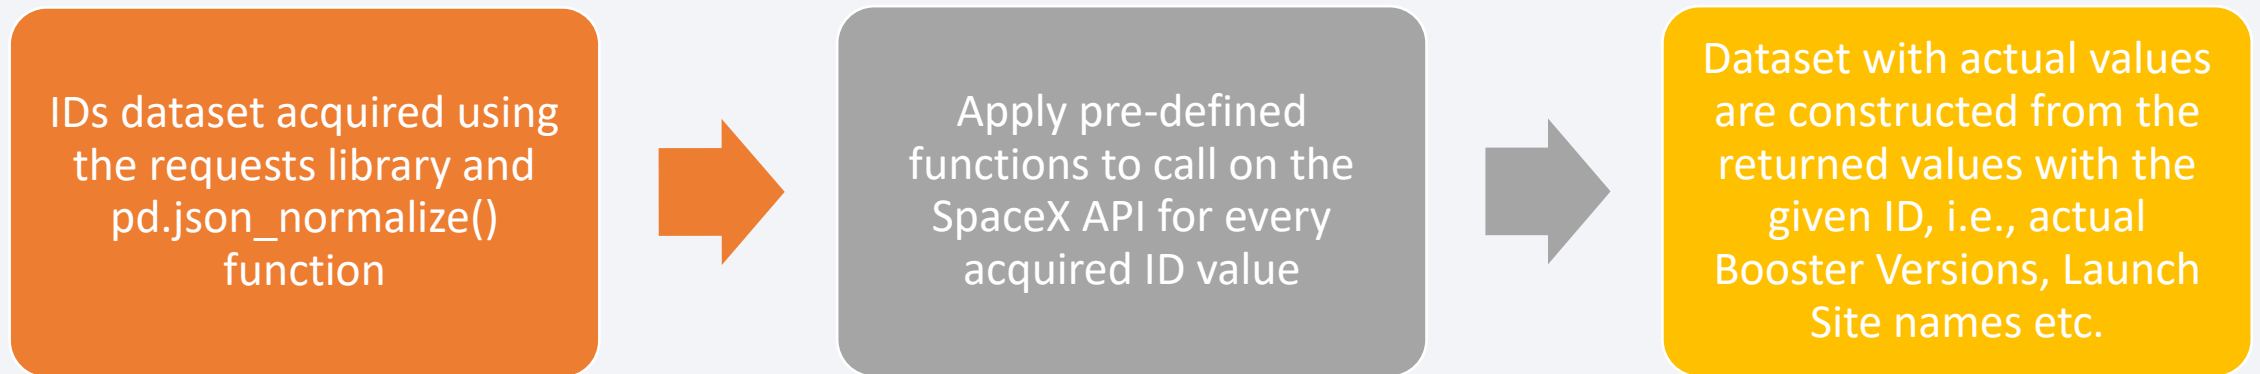 IDs dataset acquired using
the requests library and
pd.json_normalize()
function
Apply pre-defined
functions to call on the
SpaceX API for every
acquired ID value
Dataset with actual values
are constructed from the
returned values with the
given ID, i.e., actual
Booster Versions, Launch
Site names etc.